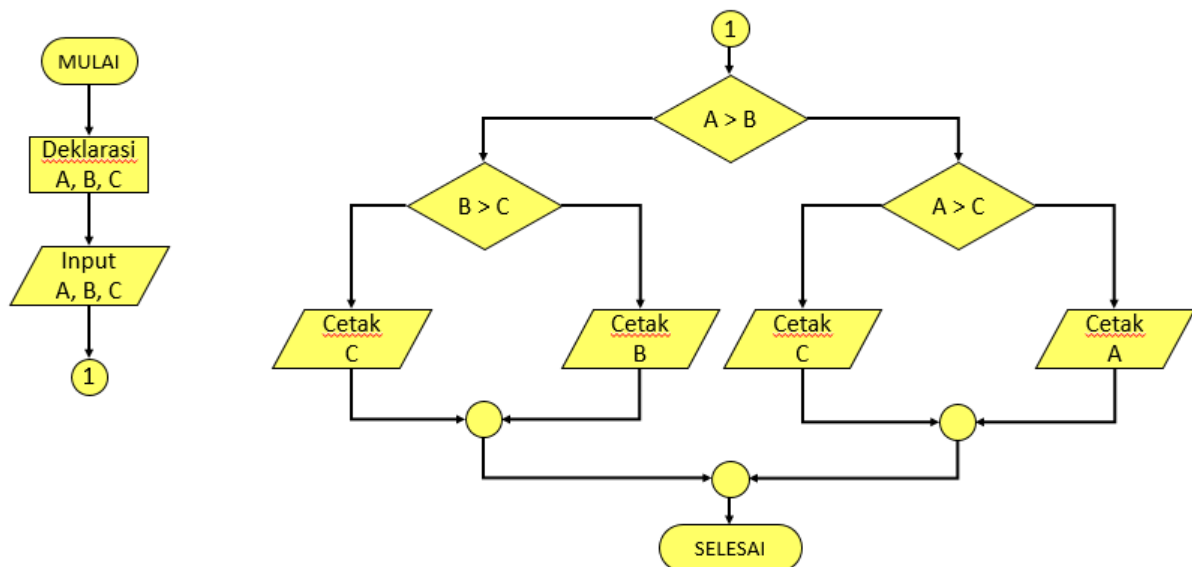 MULAI
Deklarasi
A, B, C
Input
A, B, C
1
1
A > B
B > C
A > C
Cetak
C
Cetak
B
Cetak
C
Cetak
A
SELESAI